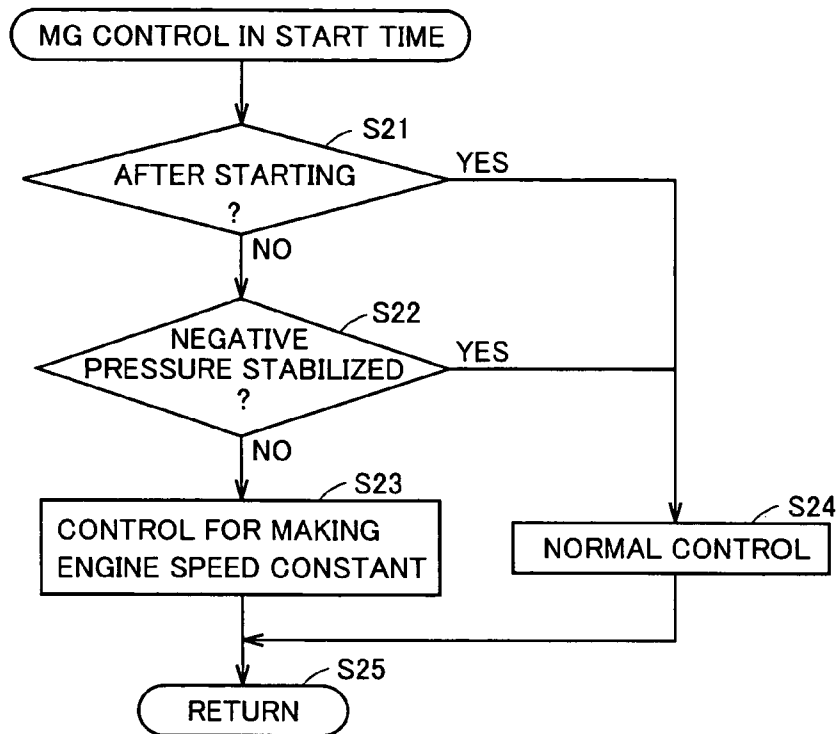 MG CONTROL IN START TIME
S21
AFTER STARTING
?
YES
NO
S22
NEGATIVE
PRESSURE STABILIZED
?
YES
NO
S23
CONTROL FOR MAKING
ENGINE SPEED CONSTANT
S24
NORMAL CONTROL
S25
RETURN